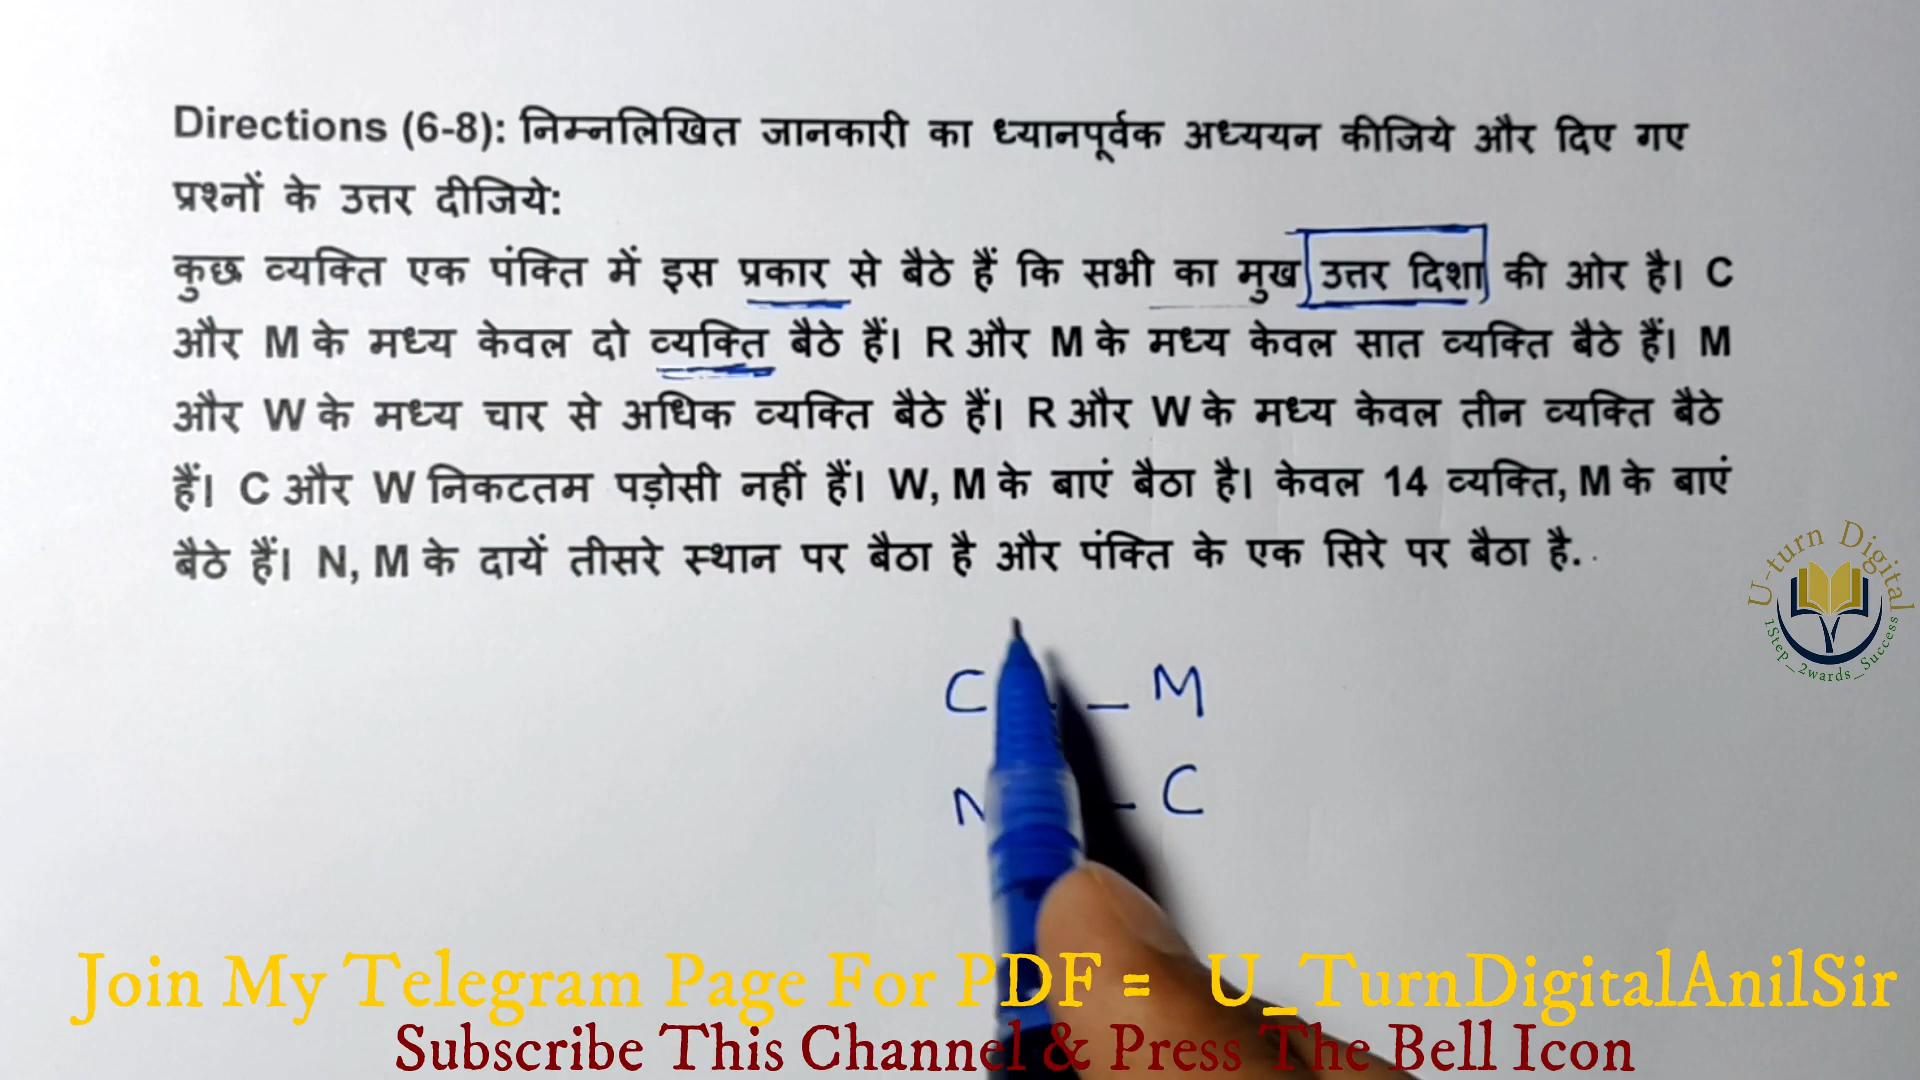 Directions (6-8): निम्नलिखित जानकारी का ध्यानपूर्वक अध्ययन कीजिये और दिए गए
प्रश्नों के उत्तर दीजिये:
कुछ व्यक्ति एक पंक्ति में इस प्रकार से बैठे हैं कि सभी का मुख उत्तर दिशा की ओर है। C
और M के मध्य केवल दो व्यक्ति बैठे हैं। R और M के मध्य केवल सात व्यक्ति बैठे हैं। M
और W के मध्य चार से अधिक व्यक्ति बैठे हैं। R और W के मध्य केवल तीन व्यक्ति बैठे
हैं। C और W निकटतम पड़ोसी नहीं हैं। W, M के बाएं बैठा है। केवल 14 व्यक्ति, M के बाएं
बैठे हैं। N, M के दायें तीसरे स्थान पर बैठा है और पंक्ति के एक सिरे पर बैठा है.
C _ _ M
_ C
U-turn Digital
1Step_2wards_Success
Join My Telegram Page For PDF = U_TurnDigitalAnilSir
Subscribe This Channel & Press The Bell Icon